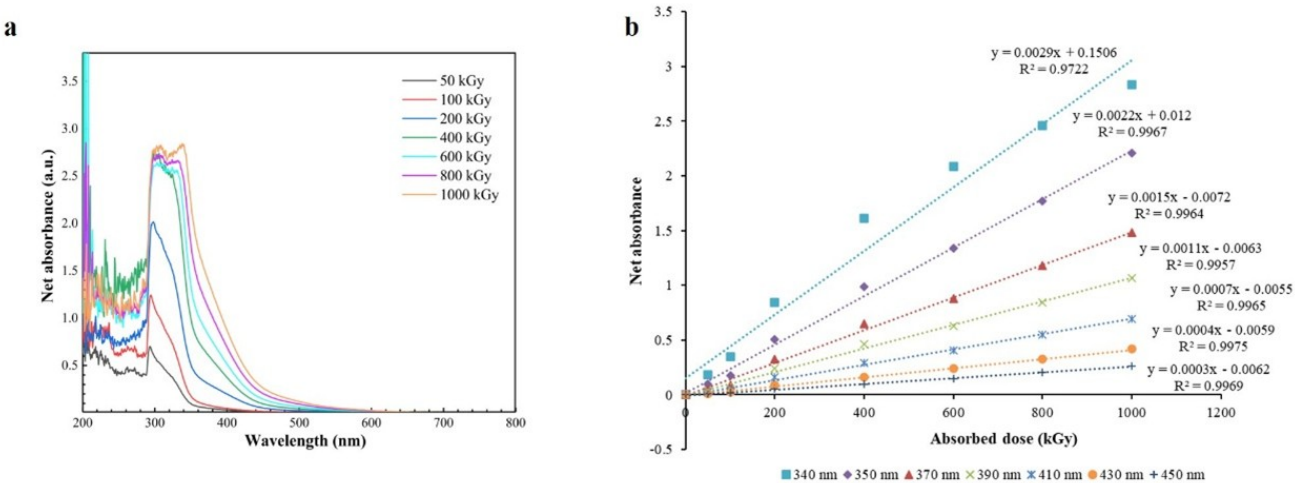 a
Net absorbance (a.u.)
3.5
3.0
2.5
2.0
1.5
1.0
0.5
200 300 400 500 600 700 800
Wavelength (nm)
50 kGy
100 kGy
200 kGy
400 kGy
600 kGy
800 kGy
1000 kGy
b
Net absorbance
3.5
3
2.5
2
1.5
1
0.5
0
-0.5
0 200 400 600 800 1000 1200
Absorbed dose (kGy)
y = 0.0029x + 0.1506
R² = 0.9722
y = 0.0022x + 0.012
R² = 0.9967
y = 0.0015x - 0.0072
R² = 0.9964
y = 0.0011x - 0.0063
R² = 0.9957
y = 0.0007x - 0.0055
R² = 0.9965
y = 0.0004x - 0.0059
R² = 0.9975
y = 0.0003x - 0.0062
R² = 0.9969
340 nm 350 nm 370 nm 390 nm 410 nm 430 nm 450 nm